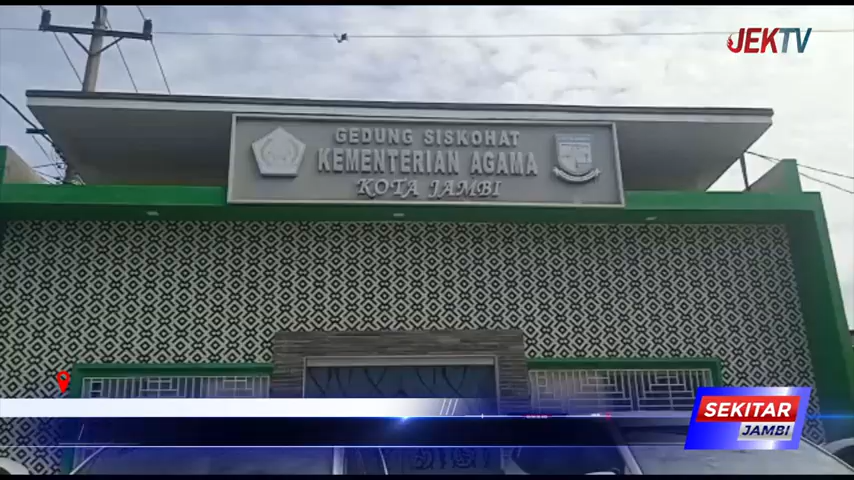 JEKTV
GEDUNG SISKOHAT
KEMENTERIAN AGAMA
KOTA JAMBI
SEKITAR
JAMBI